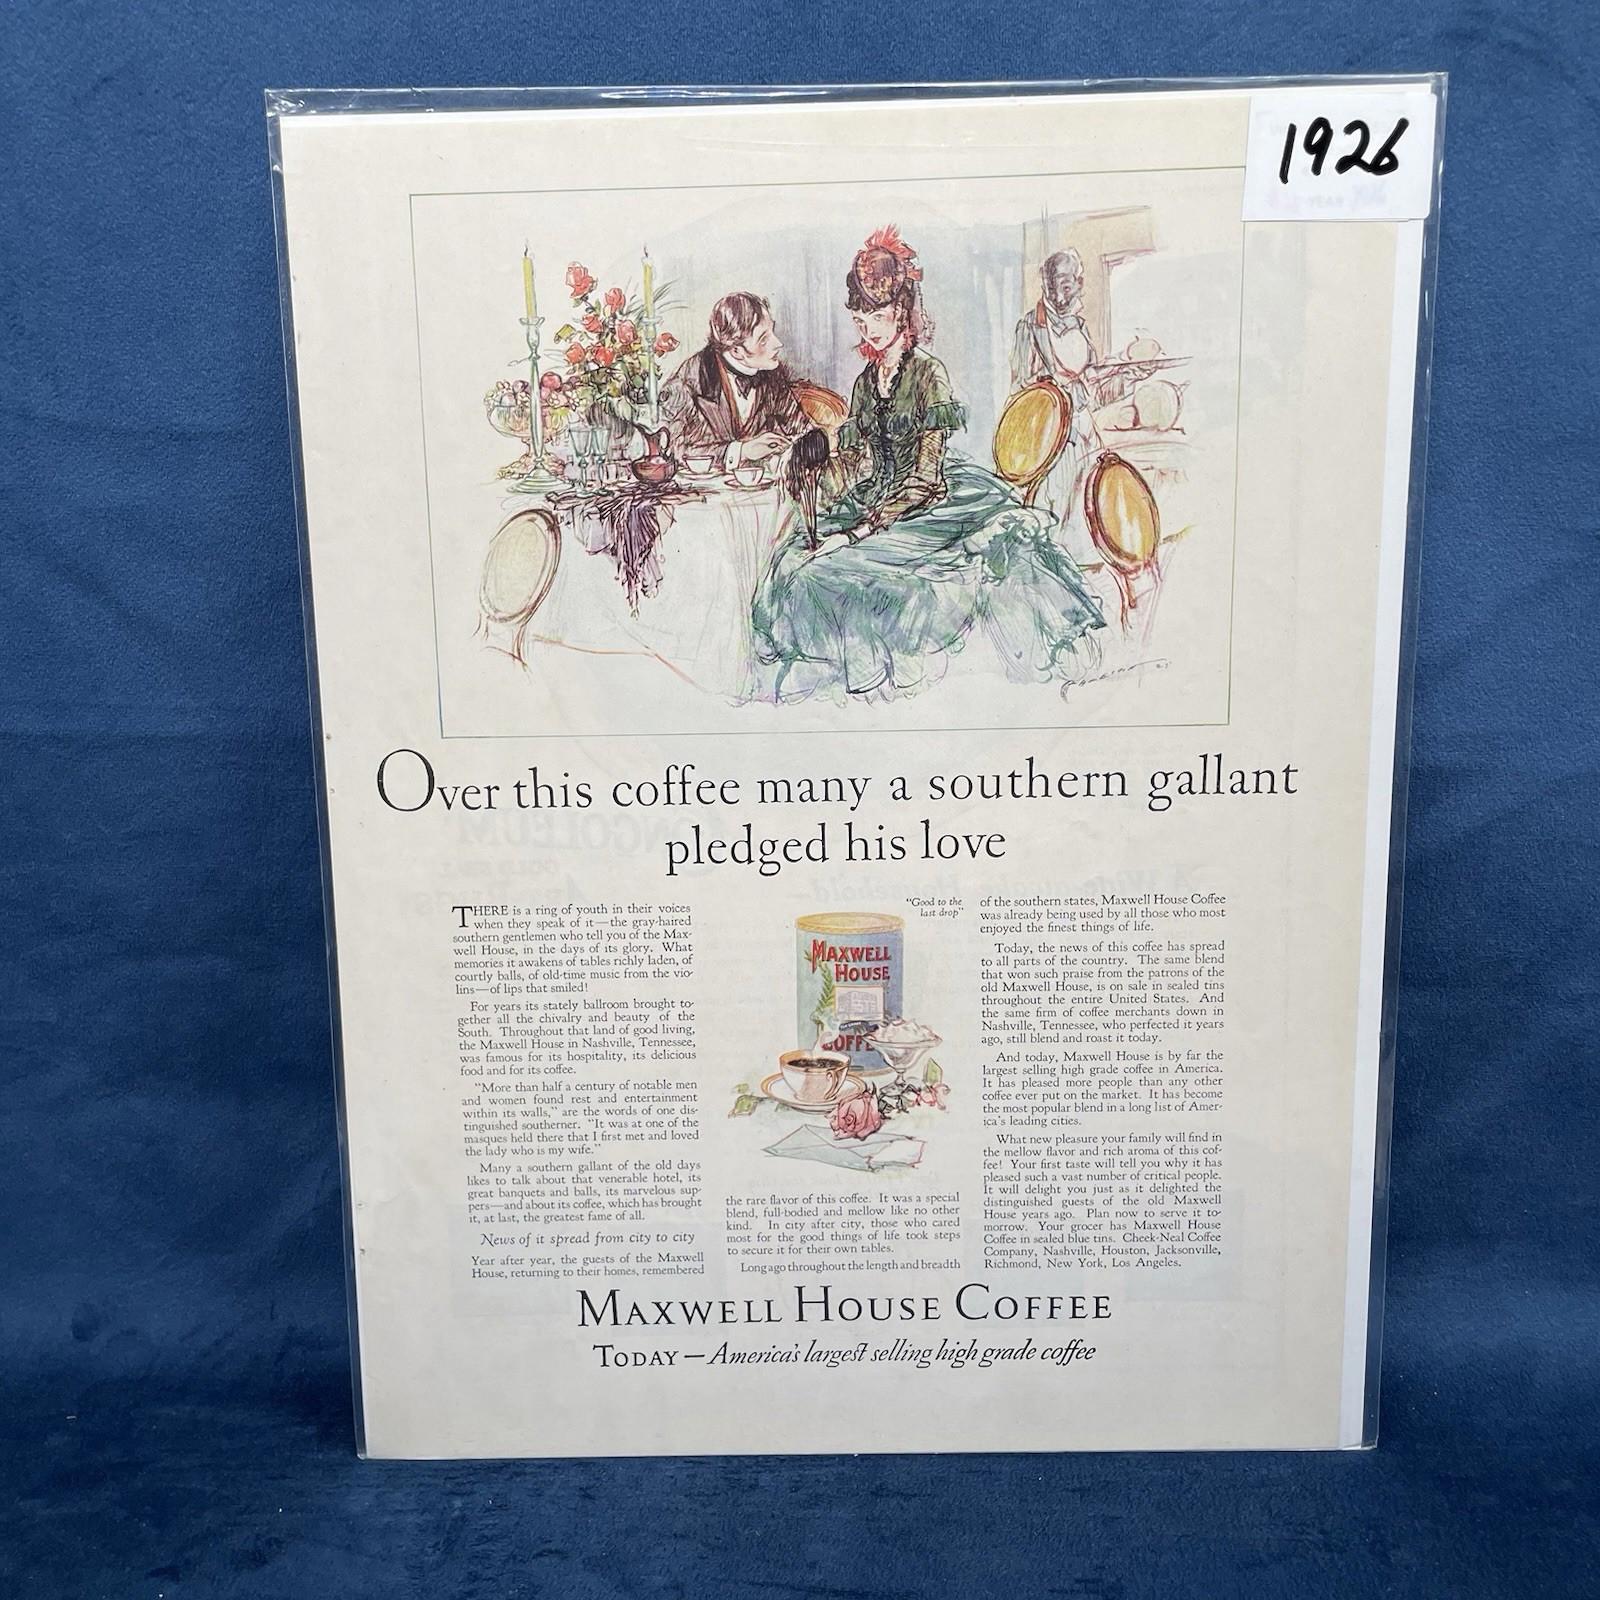 1926
Over this coffee many a southern gallant
pledged his love
THERE is a ring of youth in their voices
when they speak of it—the gray-haired
southern gentlemen who tell you of the Max-
well House, in the days of its glory. What
memories it awakens of tables richly laden, of
courtly balls, of old-time music from the vio-
lins—of lips that smiled!
For years its stately ballroom brought to-
gether all the chivalry and beauty of the
South. Throughout that land of good living,
the Maxwell House in Nashville, Tennessee,
was famous for its hospitality, its delicious
food and for its coffee.
"More than half a century of notable men
and women found rest and entertainment
within its walls," are the words of one dis-
tinguished southerner. "It was at one of the
masques held there that I first met and loved
the lady who is my wife."
Many a southern gallant of the old days
likes to talk about that venerable hotel, its
great banquets and balls, its marvelous sup-
pers—and about its coffee, which has brought
it, at last, the greatest fame of all.
News of it spread from city to city
Year after year, the guests of the Maxwell
House, returning to their homes, remembered
"Good to the
last drop"
MAXWELL
HOUSE
COFFE
the rare flavor of this coffee. It was a special
blend, full-bodied and mellow like no other
kind. In city after city, those who cared
most for the good things of life took steps
to secure it for their own tables.
Long ago throughout the length and breadth
of the southern states, Maxwell House Coffee
was already being used by all those who most
enjoyed the finest things of life.
Today, the news of this coffee has spread
to all parts of the country. The same blend
that won such praise from the patrons of the
old Maxwell House, is on sale in sealed tins
throughout the entire United States. And
the same firm of coffee merchants down in
Nashville, Tennessee, who perfected it years
ago, still blend and roast it today.
And today, Maxwell House is by far the
largest selling high grade coffee in America.
It has pleased more people than any other
coffee ever put on the market. It has become
the most popular blend in a long list of Amer-
ica's leading cities.
What new pleasure your family will find in
the mellow flavor and rich aroma of this cof-
fee! Your first taste will tell you why it has
pleased such a vast number of critical people.
It will delight you just as it delighted the
distinguished guests of the old Maxwell
House years ago. Plan now to serve it to-
morrow. Your grocer has Maxwell House
Coffee in sealed blue tins. Cheek-Neal Coffee
Company, Nashville, Houston, Jacksonville,
Richmond, New York, Los Angeles.
MAXWELL HOUSE COFFEE
TODAY—America's largest selling high grade coffee